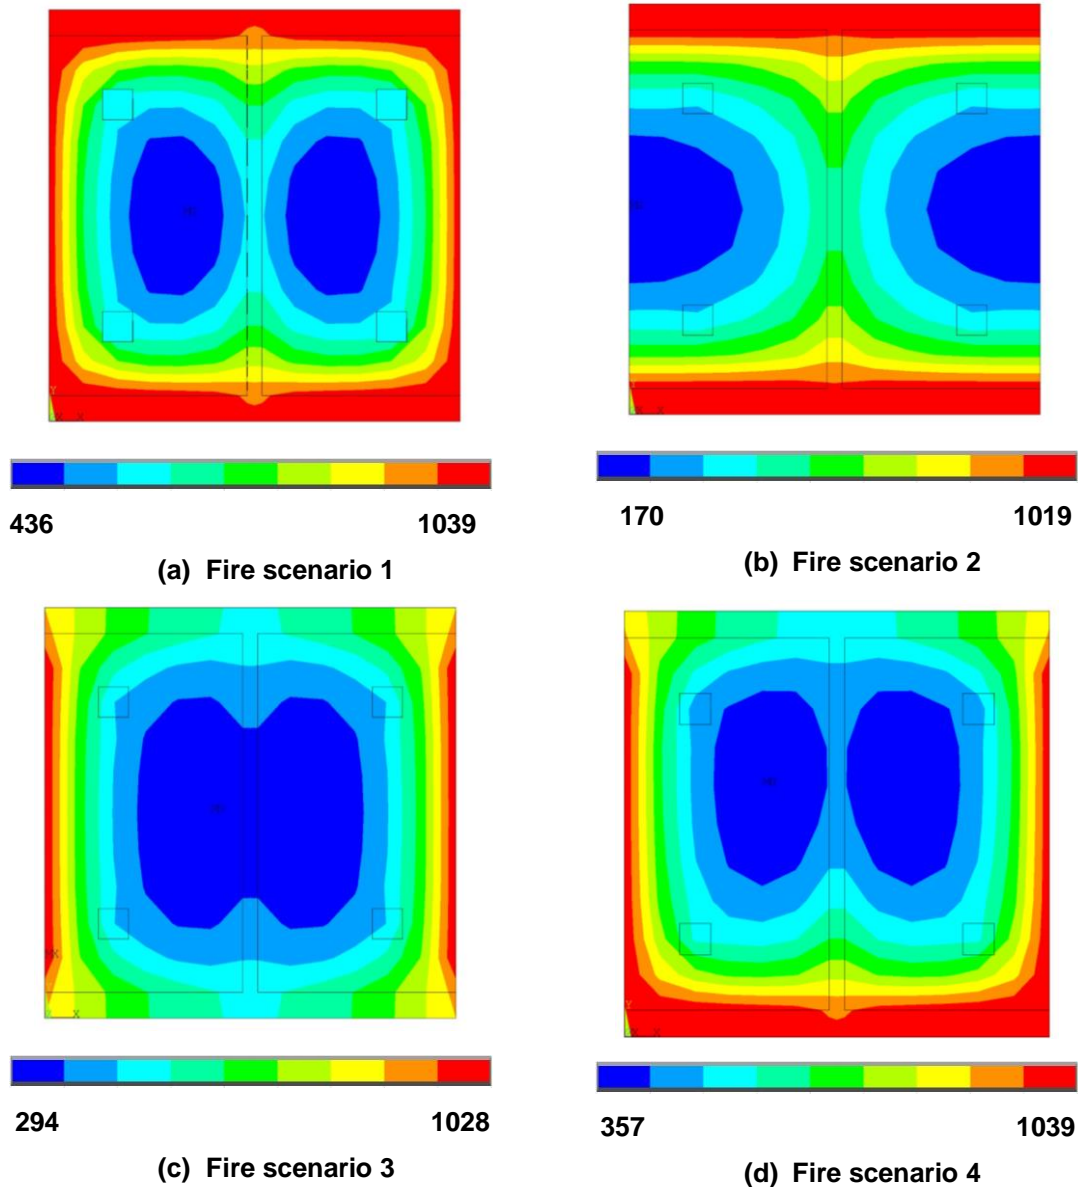 436 1039
(a) Fire scenario 1
170 1019
(b) Fire scenario 2
294 1028
(c) Fire scenario 3
357 1039
(d) Fire scenario 4